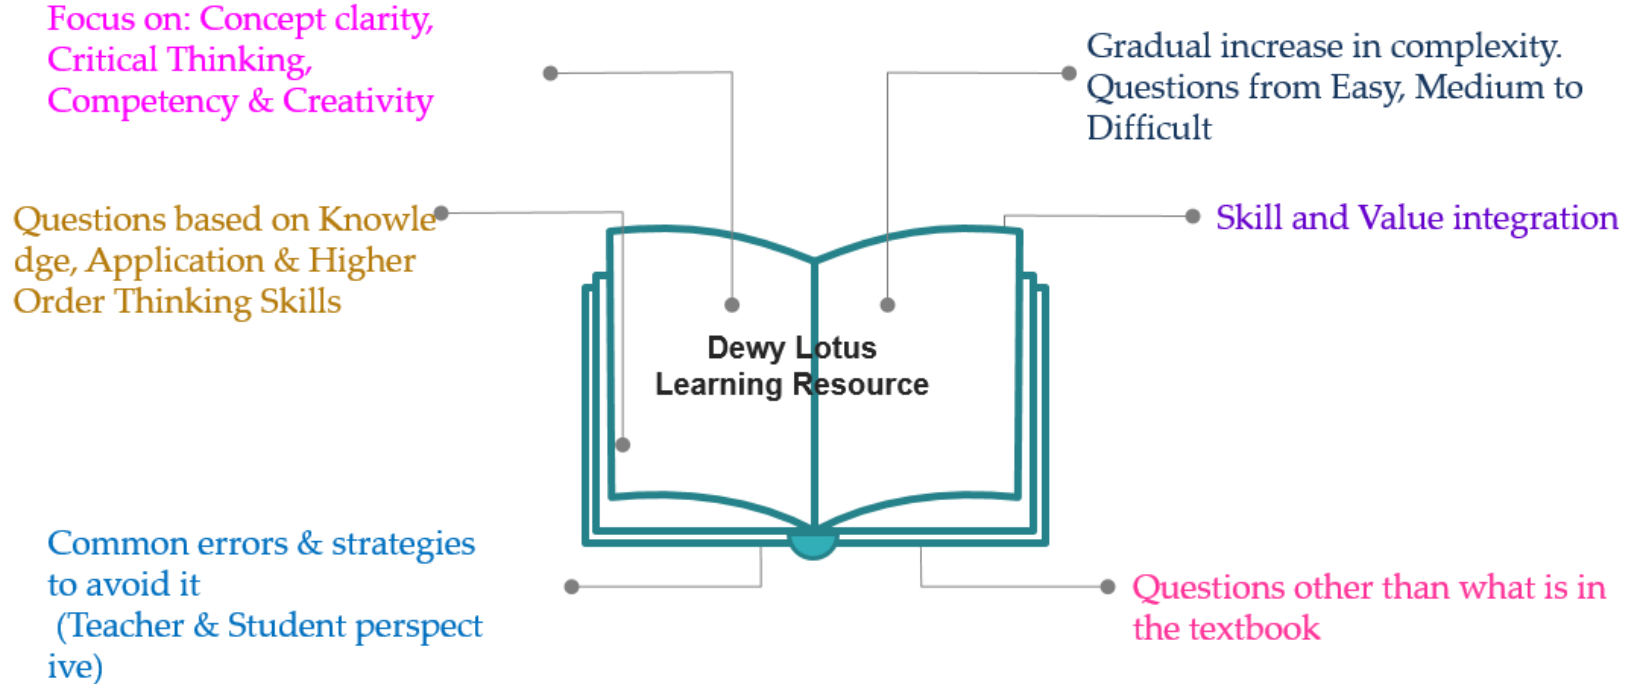 Focus on: Concept clarity,
Critical Thinking,
Competency & Creativity
Gradual increase in complexity.
Questions from Easy, Medium to
Difficult
Questions based on Knowle
dge, Application & Higher
Order Thinking Skills
Skill and Value integration
Dewy Lotus
Learning Resource
Common errors & strategies
to avoid it
(Teacher & Student perspect
ive)
Questions other than what is in
the textbook